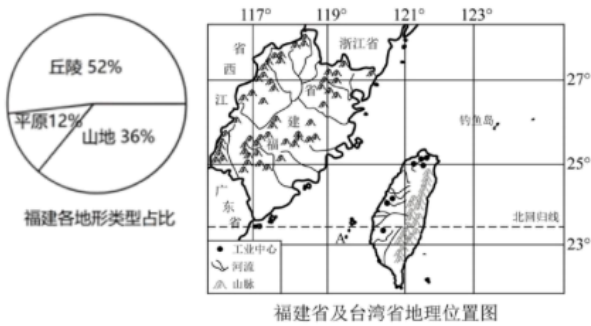 丘陵 52%
平原12%
山地 36%
福建各地形类型占比
117° 119° 121° 123°
浙江省
江西省
福建省
广东省
27°
钓鱼岛
25°
北回归线
A
23°
工业中心
河流
山脉
福建省及台湾省地理位置图